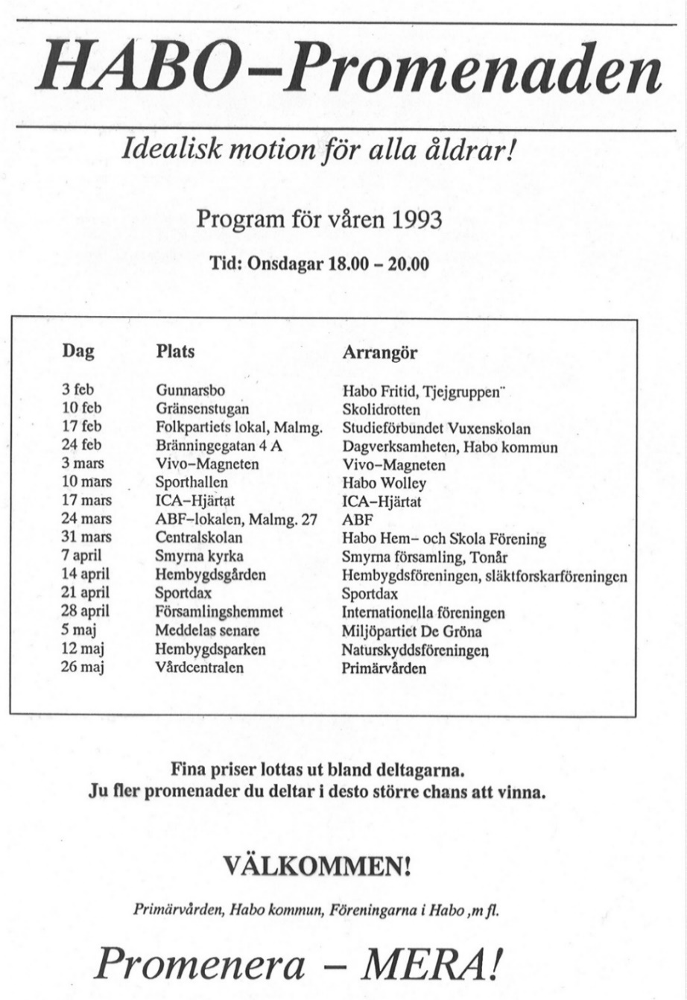 HABO–Promenaden
Idealisk motion för alla åldrar!
Program för våren 1993
Tid: Onsdagar 18.00 – 20.00
Dag Plats Arrangör
3 feb Gunnarsbo Habo Fritid, Tjejgruppen¨
10 feb Gränsenstugan Skolidrotten
17 feb Folkpartiets lokal, Malmg. Studieförbundet Vuxenskolan
24 feb Bränningegatan 4 A Dagverksamheten, Habo kommun
3 mars Vivo–Magneten Vivo–Magneten
10 mars Sporthallen Habo Wolley
17 mars ICA–Hjärtat ICA–Hjärtat
24 mars ABF–lokalen, Malmg. 27 ABF
31 mars Centralskolan Habo Hem– och Skola Förening
7 april Smyrna kyrka Smyrna församling, Tonår
14 april Hembygdsgården Hembygdsföreningen, släktforskarföreningen
21 april Sportdax Sportdax
28 april Församlingshemmet Internationella föreningen
5 maj Meddelas senare Miljöpartiet De Gröna
12 maj Hembygdsparken Naturskyddsföreningen
26 maj Vårdcentralen Primärvården
Fina priser lottas ut bland deltagarna.
Ju fler promenader du deltar i desto större chans att vinna.
VÄLKOMMEN!
Primärvården, Habo kommun, Föreningarna i Habo ,m fl.
Promenera – MERA!